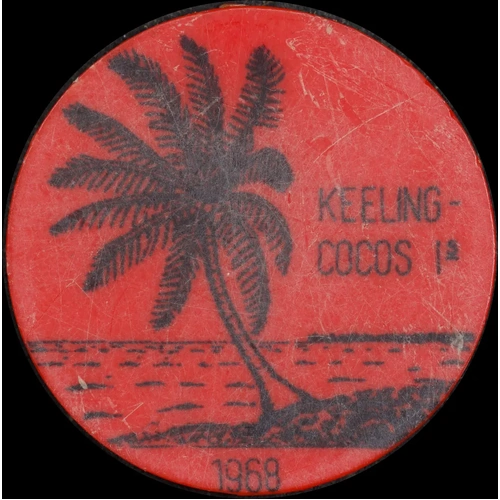 KEELING-
COCOS Iˢ
1968